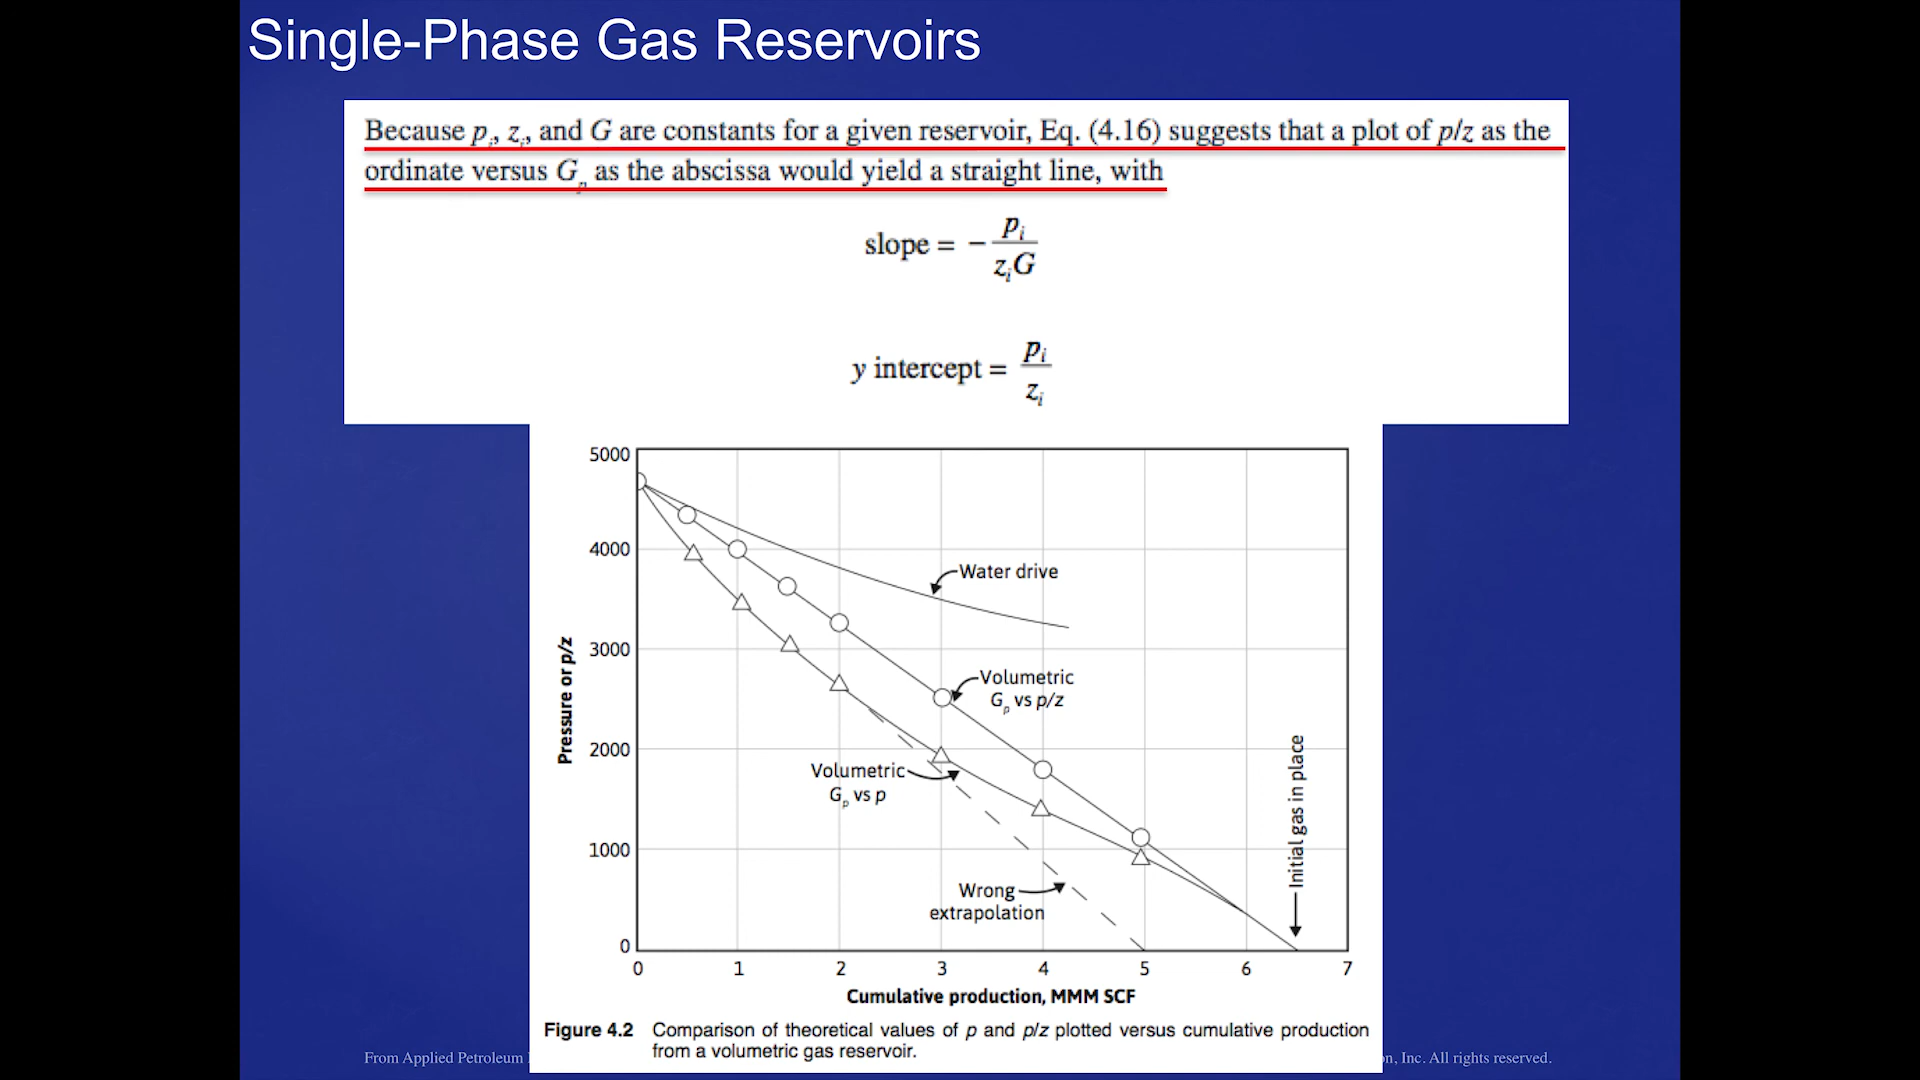 Single-Phase Gas Reservoirs
Because pᵢ, zᵢ, and G are constants for a given reservoir, Eq. (4.16) suggests that a plot of p/z as the
ordinate versus Gₚ as the abscissa would yield a straight line, with
slope = − pᵢ / zᵢG
y intercept = pᵢ / zᵢ
5000
4000
3000
2000
1000
0
Pressure or p/z
Water drive
Volumetric
Gₚ vs p/z
Volumetric
Gₚ vs p
Wrong
extrapolation
Initial gas in place
0 1 2 3 4 5 6 7
Cumulative production, MMM SCF
Figure 4.2 Comparison of theoretical values of p and p/z plotted versus cumulative production
from a volumetric gas reservoir.
From Applied Petroleum
, Inc. All rights reserved.